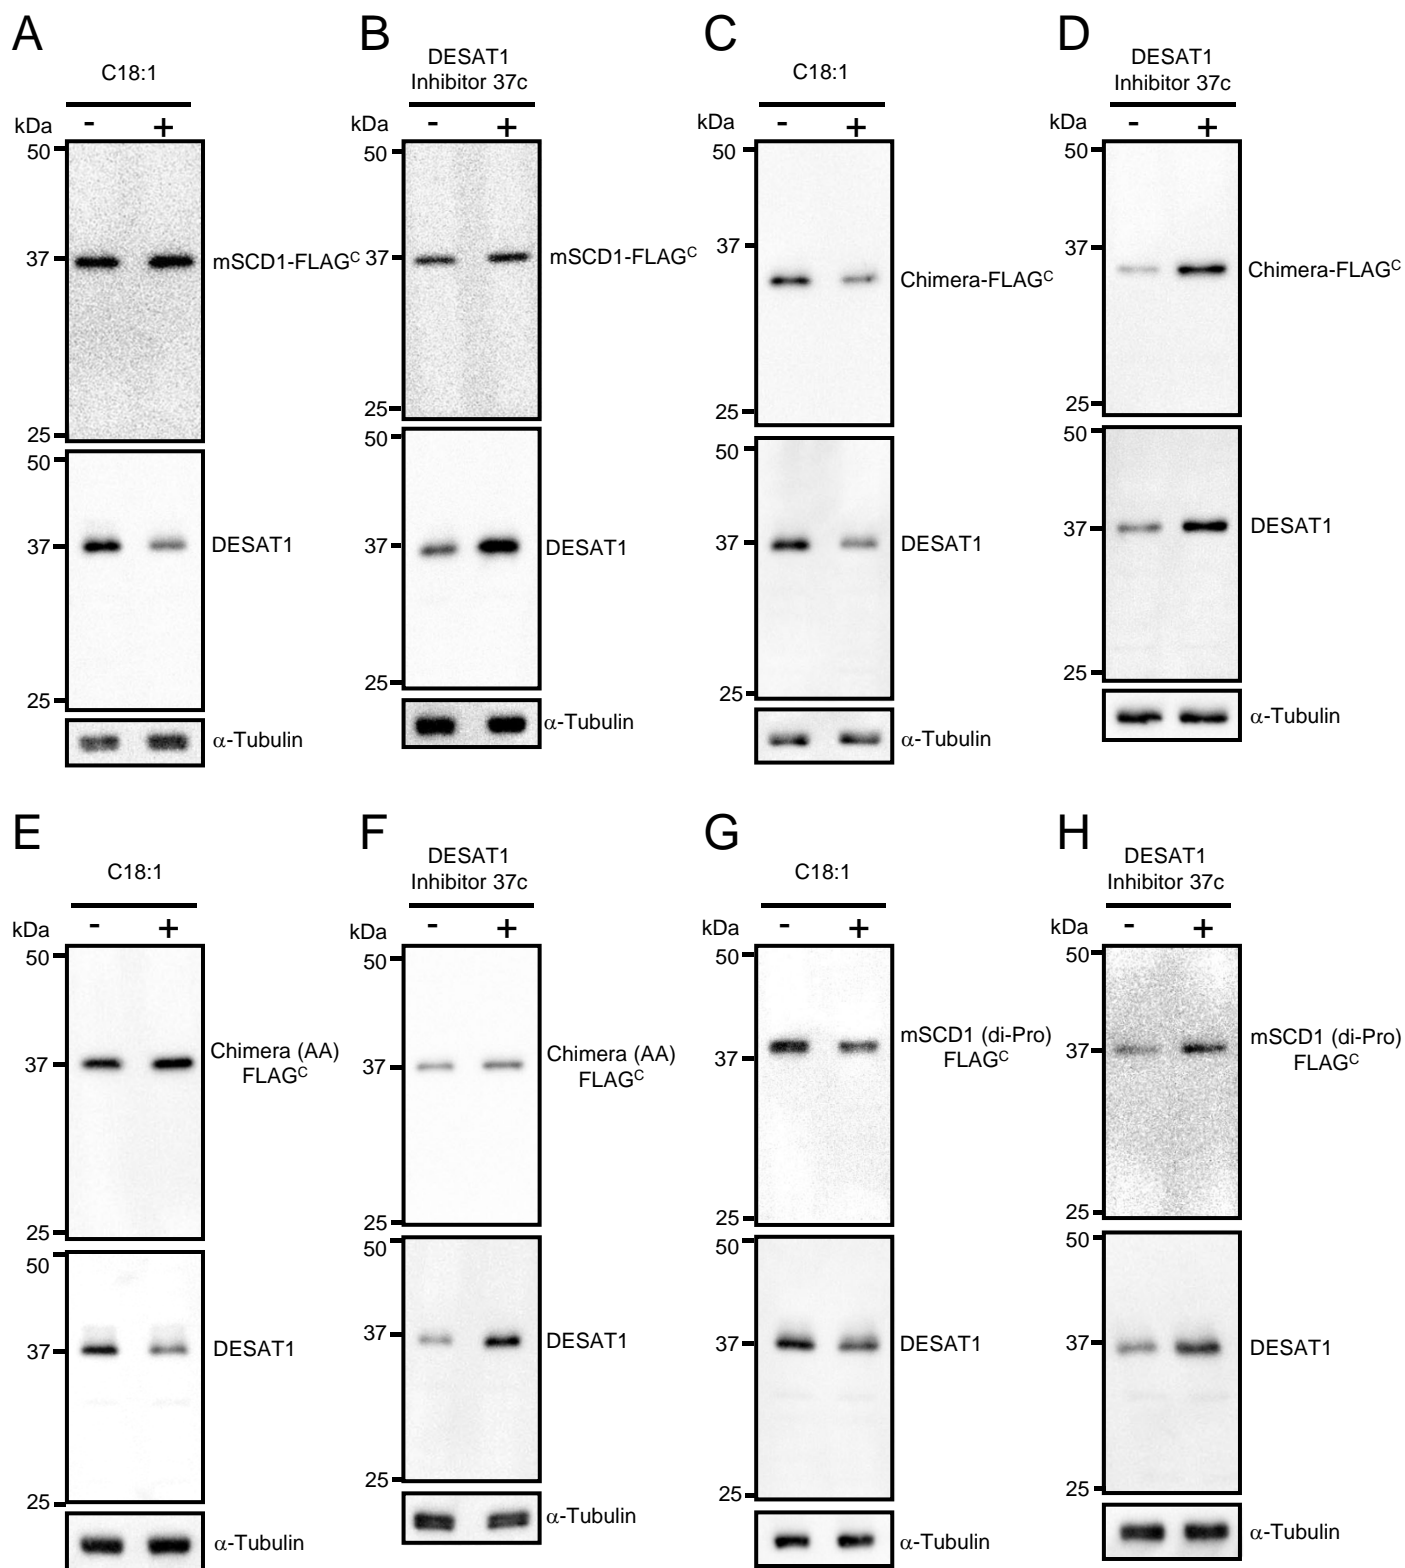 A
C18:1
kDa
-
+
50
37
mSCD1-FLAGC
25
50
37
DESAT1
25
α-Tubulin
B
DESAT1
Inhibitor 37c
kDa
-
+
50
37
mSCD1-FLAGC
25
50
37
DESAT1
25
α-Tubulin
C
C18:1
kDa
-
+
50
37
Chimera-FLAGC
25
50
37
DESAT1
25
α-Tubulin
D
DESAT1
Inhibitor 37c
kDa
-
+
50
37
Chimera-FLAGC
25
50
37
DESAT1
25
α-Tubulin
E
C18:1
kDa
-
+
50
37
Chimera (AA)
FLAGC
25
50
37
DESAT1
25
α-Tubulin
F
DESAT1
Inhibitor 37c
kDa
-
+
50
37
Chimera (AA)
FLAGC
25
50
37
DESAT1
25
α-Tubulin
G
C18:1
kDa
-
+
50
37
mSCD1 (di-Pro)
FLAGC
25
50
37
DESAT1
25
α-Tubulin
H
DESAT1
Inhibitor 37c
kDa
-
+
50
37
mSCD1 (di-Pro)
FLAGC
25
50
37
DESAT1
25
α-Tubulin